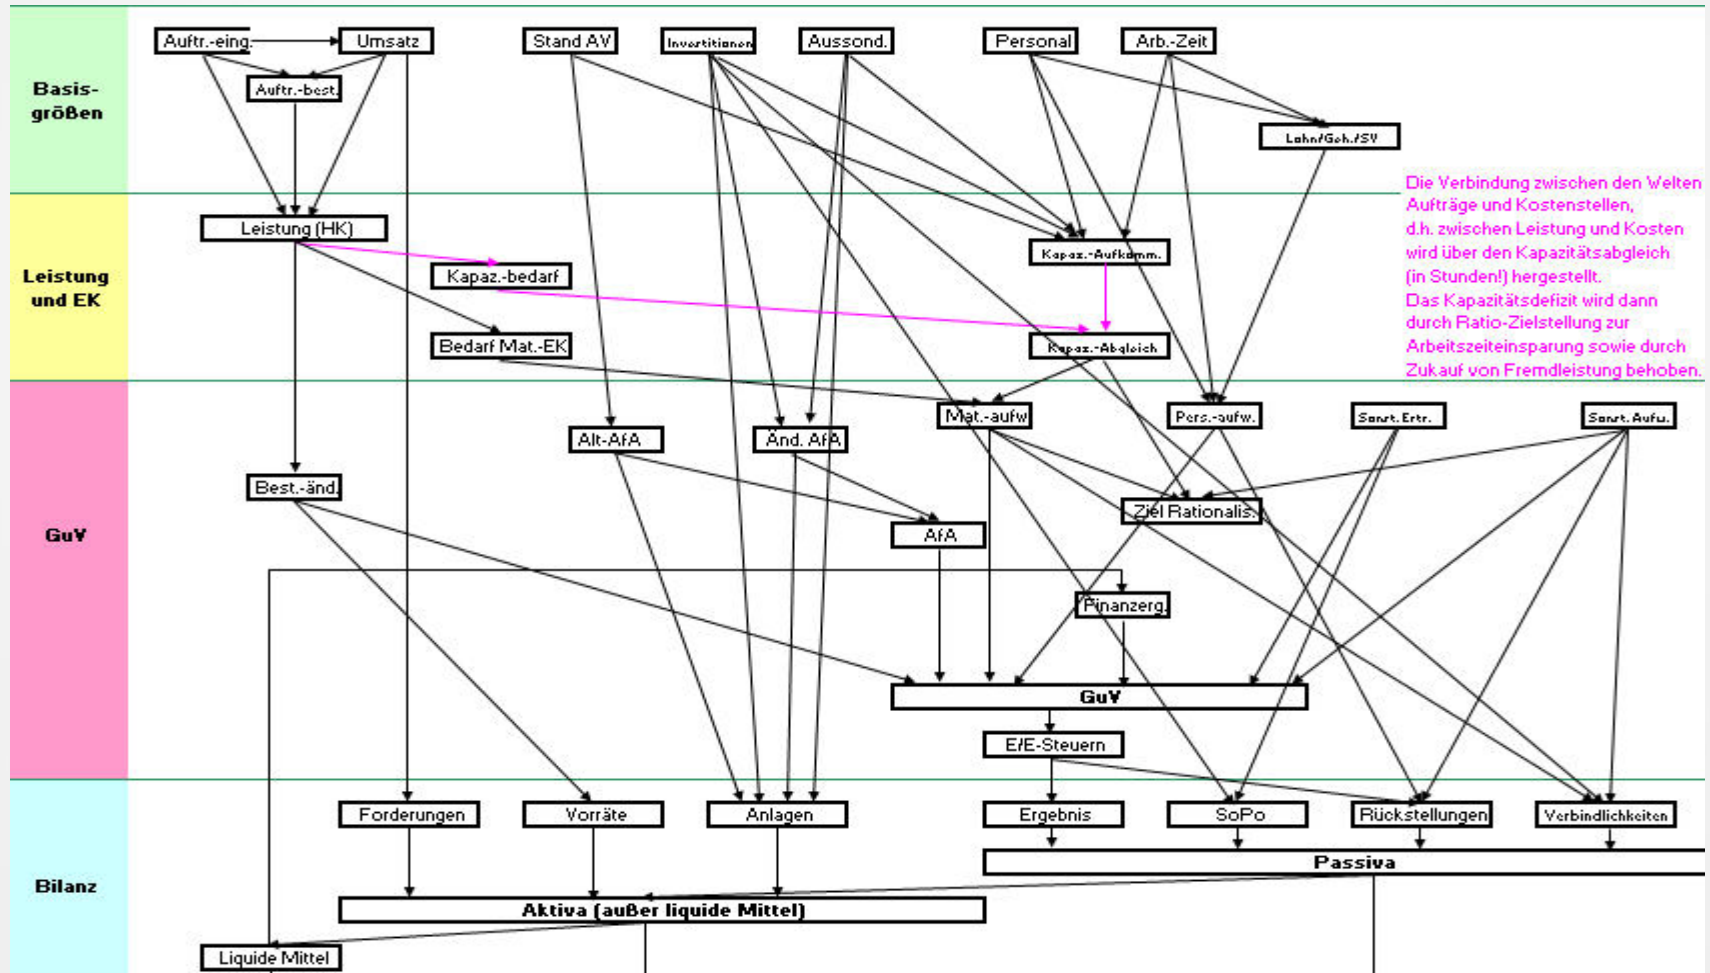 Auftr.-eing.
Umsatz
Stand AV
Investitionen
Aussond.
Personal
Arb.-Zeit
Basis-
größen
Auftr.-best.
Lohn/Geh./SV
Die Verbindung zwischen den Welten
Aufträge und Kostenstellen,
d.h. zwischen Leistung und Kosten
wird über den Kapazitätsabgleich
(in Stunden!) hergestellt.
Das Kapazitätsdefizit wird dann
durch Ratio-Zielstellung zur
Arbeitszeiteinsparung sowie durch
Zukauf von Fremdleistung behoben.
Leistung (HK)
Kapaz.-Aufkomm.
Leistung
und EK
Kapaz.-bedarf
Bedarf Mat.-EK
Kapaz.-Abgleich
Mat.-aufw.
Pers.-aufw.
Sonst. Ertr.
Sonst. Aufw.
Alt-AfA
Änd. AfA
Best.-änd.
Ziel Rationalis.
GuV
AfA
Finanzerg.
GuV
E/E-Steuern
Forderungen
Vorräte
Anlagen
Ergebnis
SoPo
Rückstellungen
Verbindlichkeiten
Passiva
Bilanz
Aktiva (außer liquide Mittel)
Liquide Mittel